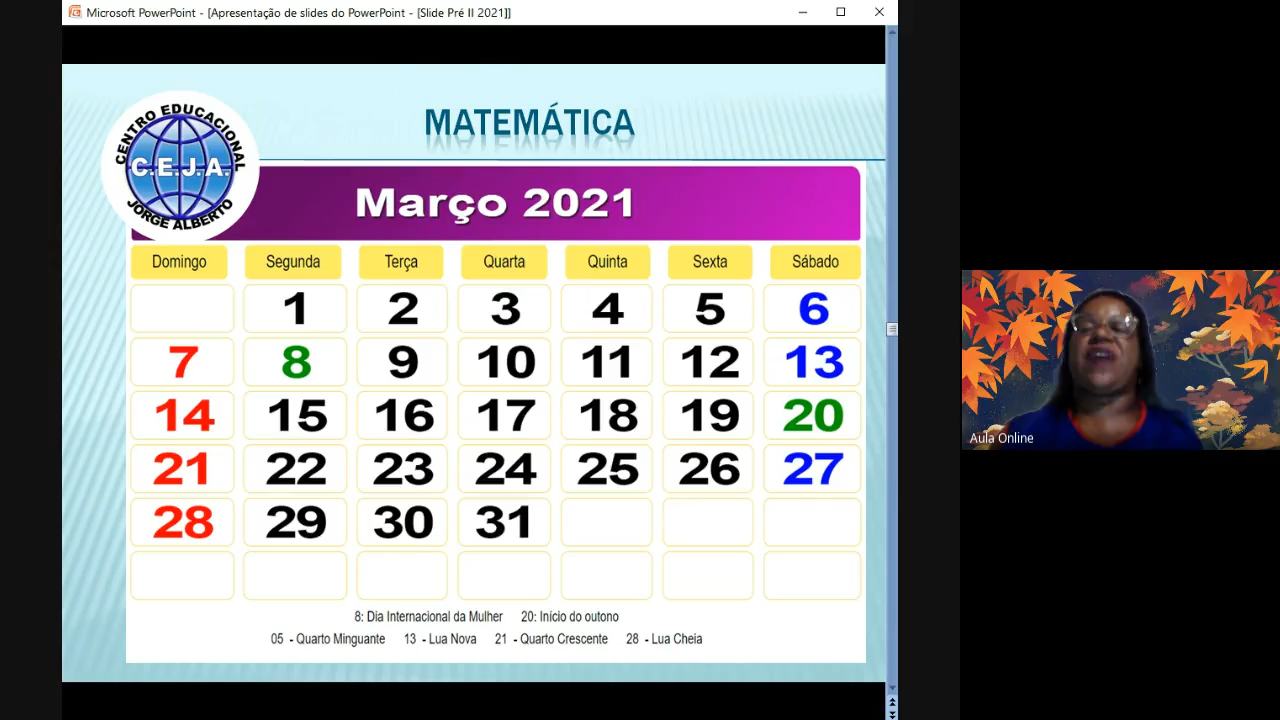 Microsoft PowerPoint - [Apresentação de slides do PowerPoint - [Slide Pré II 2021]]
MATEMÁTICA
CENTRO EDUCACIONAL
C.E.J.A.
JORGE ALBERTO
Março 2021
Domingo Segunda Terça Quarta Quinta Sexta Sábado
1 2 3 4 5 6
7 8 9 10 11 12 13
14 15 16 17 18 19 20
21 22 23 24 25 26 27
28 29 30 31
8: Dia Internacional da Mulher 20: Início do outono
05 - Quarto Minguante 13 - Lua Nova 21 - Quarto Crescente 28 - Lua Cheia
Aula Online